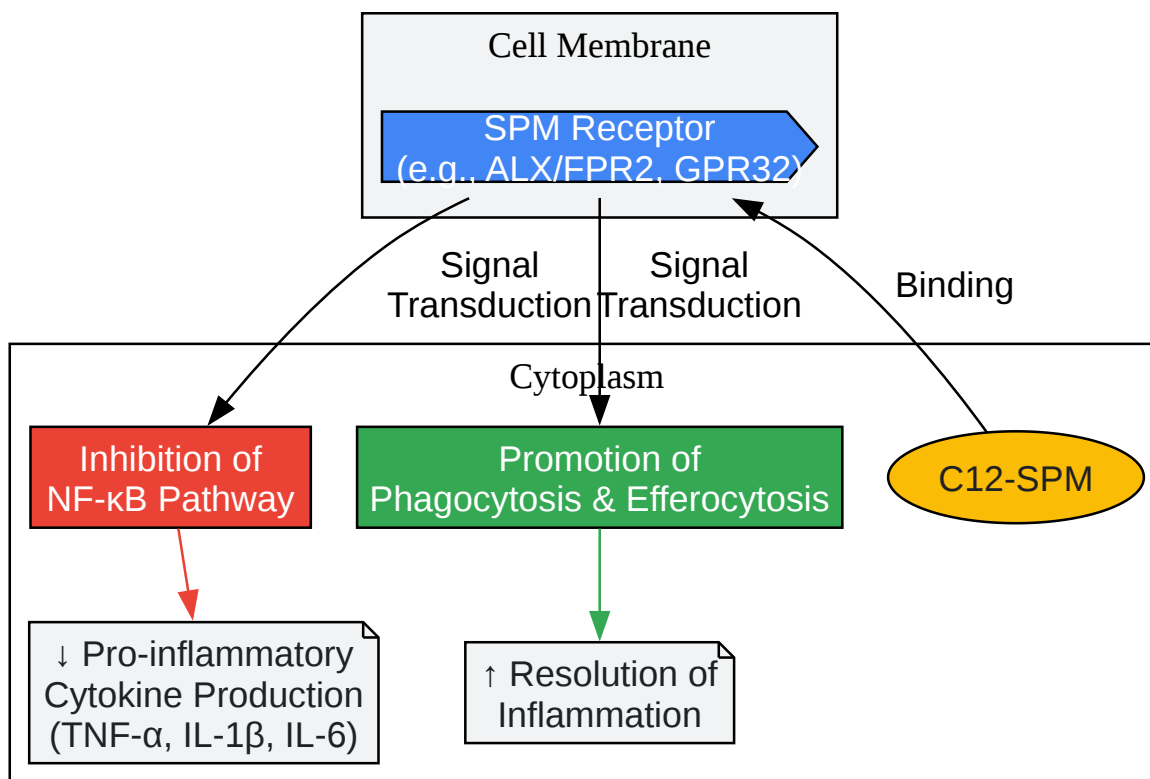 Cell Membrane
SPM Receptor
(e.g., ALX/FPR2, GPR32)
Signal
Transduction
Signal
Transduction
Binding
Cytoplasm
Inhibition of
NF-κB Pathway
Promotion of
Phagocytosis & Efferocytosis
C12-SPM
↓ Pro-inflammatory
Cytokine Production
(TNF-α, IL-1β, IL-6)
↑ Resolution of
Inflammation